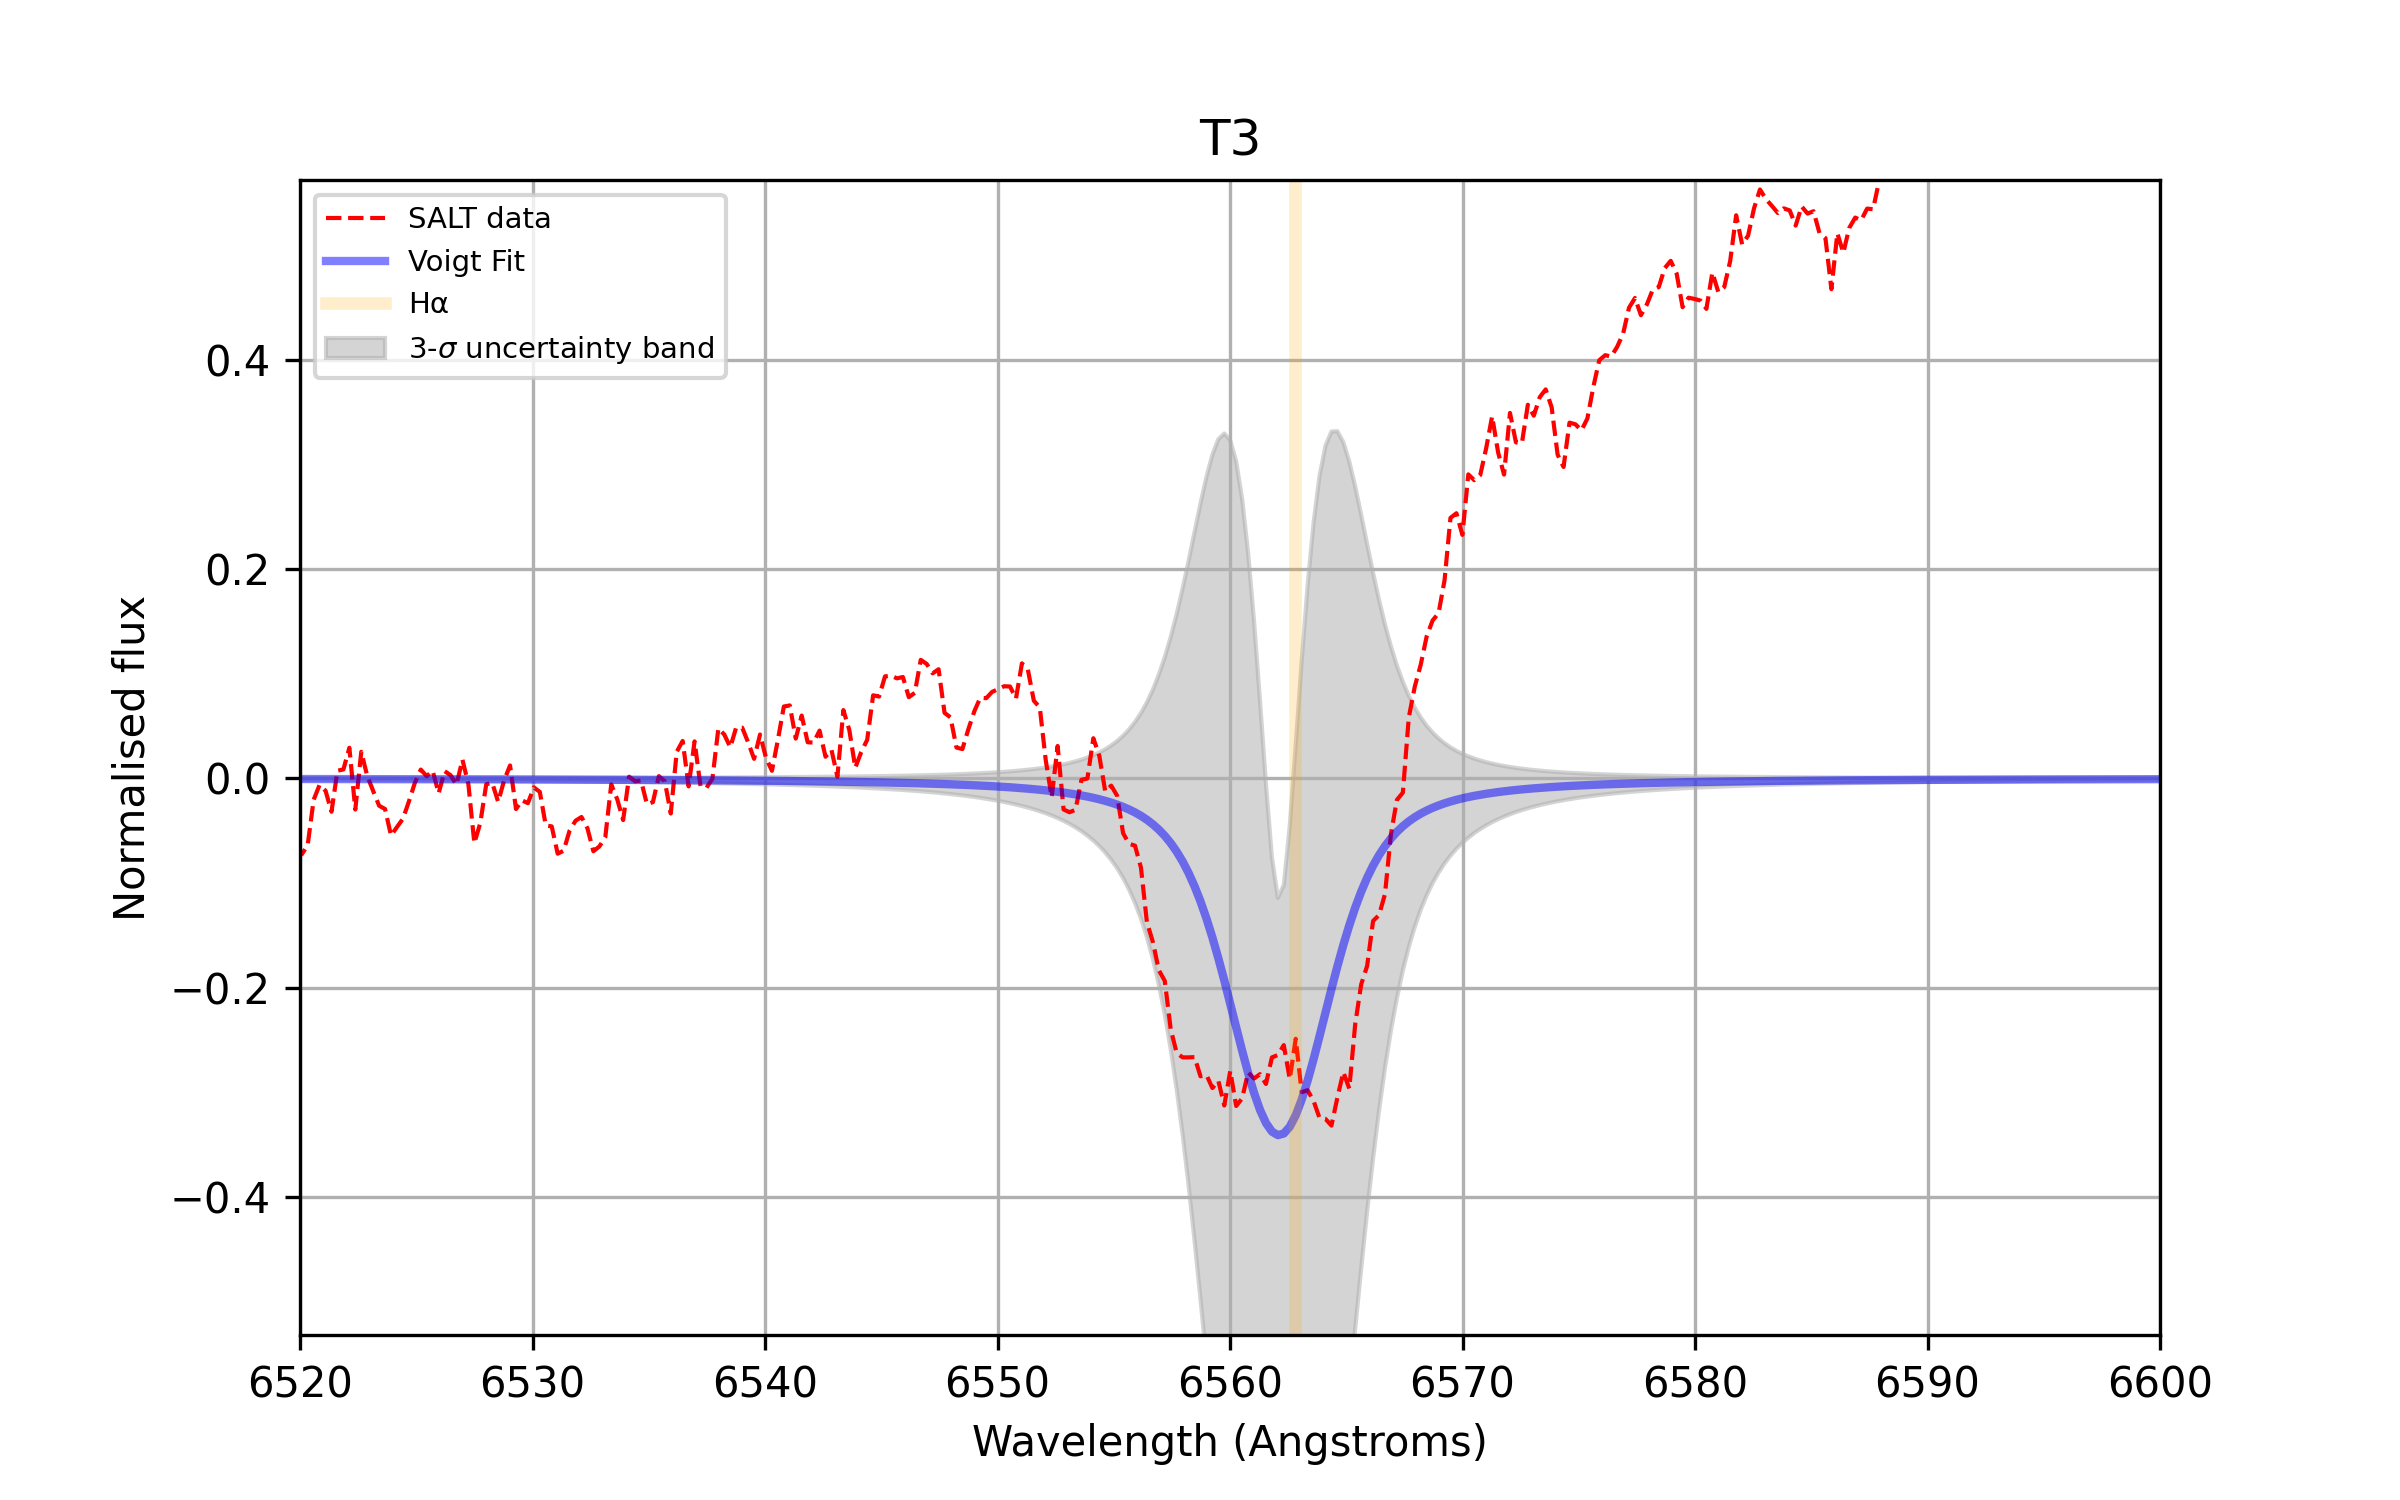 T3
SALT data
Voigt Fit
Hα
3-σ uncertainty band
Normalised flux
0.4
0.2
0.0
−0.2
−0.4
6520 6530 6540 6550 6560 6570 6580 6590 6600
Wavelength (Angstroms)